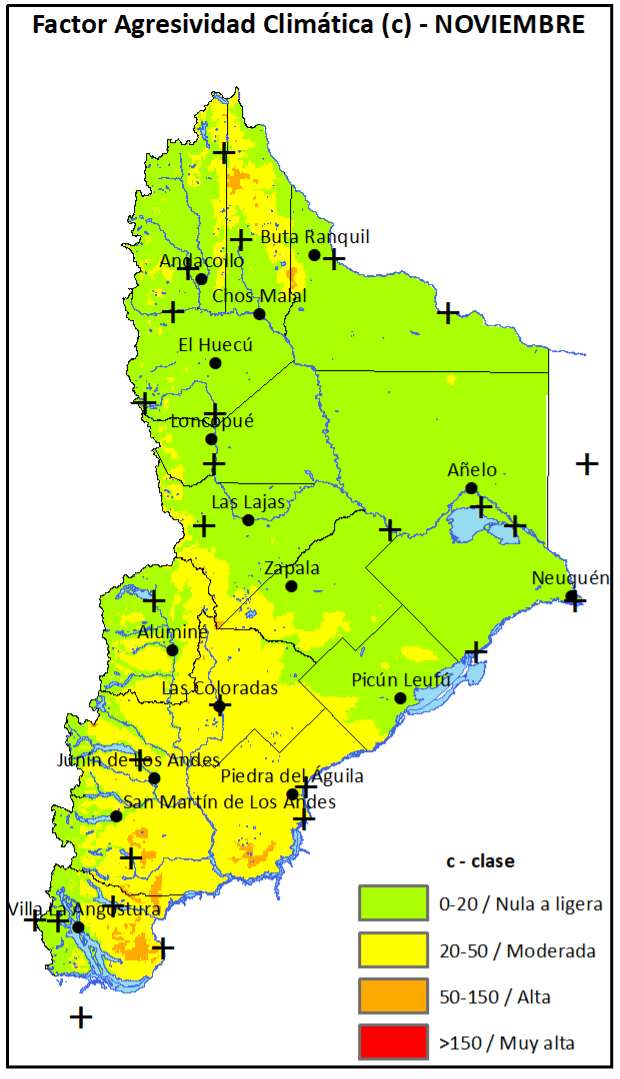 Factor Agresividad Climática (c) - NOVIEMBRE
Buta Ranquil
Andacollo
Chos Malal
El Huecú
Loncopué
Añelo
Las Lajas
Zapala
Neuquén
Aluminé
Las Coloradas
Picún Leufú
Junín de Los Andes
Piedra del Águila
San Martín de Los Andes
Villa La Angostura
c - clase
0-20 / Nula a ligera
20-50 / Moderada
50-150 / Alta
>150 / Muy alta